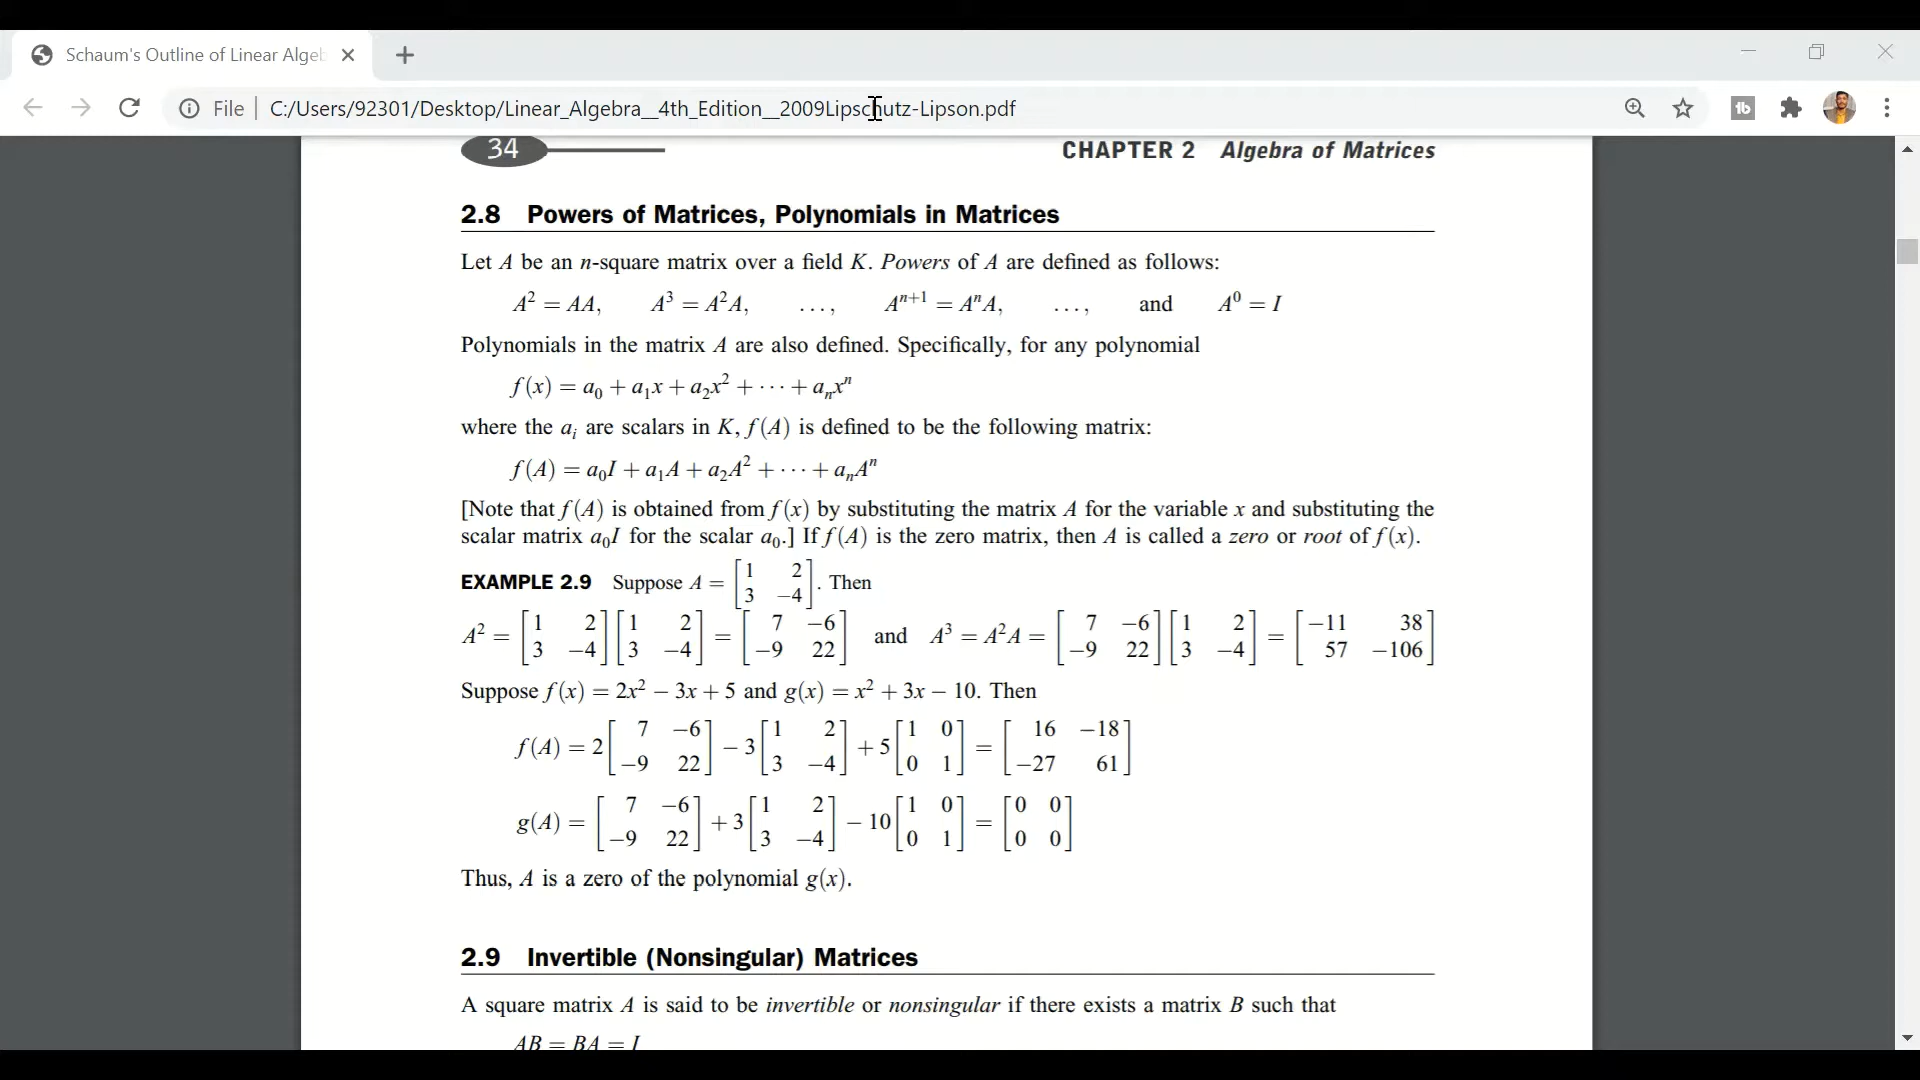 Schaum's Outline of Linear Algeb
File C:/Users/92301/Desktop/Linear_Algebra__4th_Edition__2009Lipschutz-Lipson.pdf
34 CHAPTER 2 Algebra of Matrices
2.8 Powers of Matrices, Polynomials in Matrices
Let A be an n-square matrix over a field K. Powers of A are defined as follows:
A² = AA, A³ = A²A, ..., Aⁿ⁺¹ = AⁿA, ..., and A⁰ = I
Polynomials in the matrix A are also defined. Specifically, for any polynomial
f(x) = a₀ + a₁x + a₂x² + ··· + aₙxⁿ
where the aᵢ are scalars in K, f(A) is defined to be the following matrix:
f(A) = a₀I + a₁A + a₂A² + ··· + aₙAⁿ
[Note that f(A) is obtained from f(x) by substituting the matrix A for the variable x and substituting the
scalar matrix a₀I for the scalar a₀.] If f(A) is the zero matrix, then A is called a zero or root of f(x).
EXAMPLE 2.9 Suppose A = [1 2; 3 −4]. Then
A² = [1 2; 3 −4][1 2; 3 −4] = [7 −6; −9 22] and A³ = A²A = [7 −6; −9 22][1 2; 3 −4] = [−11 38; 57 −106]
Suppose f(x) = 2x² − 3x + 5 and g(x) = x² + 3x − 10. Then
f(A) = 2[7 −6; −9 22] − 3[1 2; 3 −4] + 5[1 0; 0 1] = [16 −18; −27 61]
g(A) = [7 −6; −9 22] + 3[1 2; 3 −4] − 10[1 0; 0 1] = [0 0; 0 0]
Thus, A is a zero of the polynomial g(x).
2.9 Invertible (Nonsingular) Matrices
A square matrix A is said to be invertible or nonsingular if there exists a matrix B such that
AB = BA = I